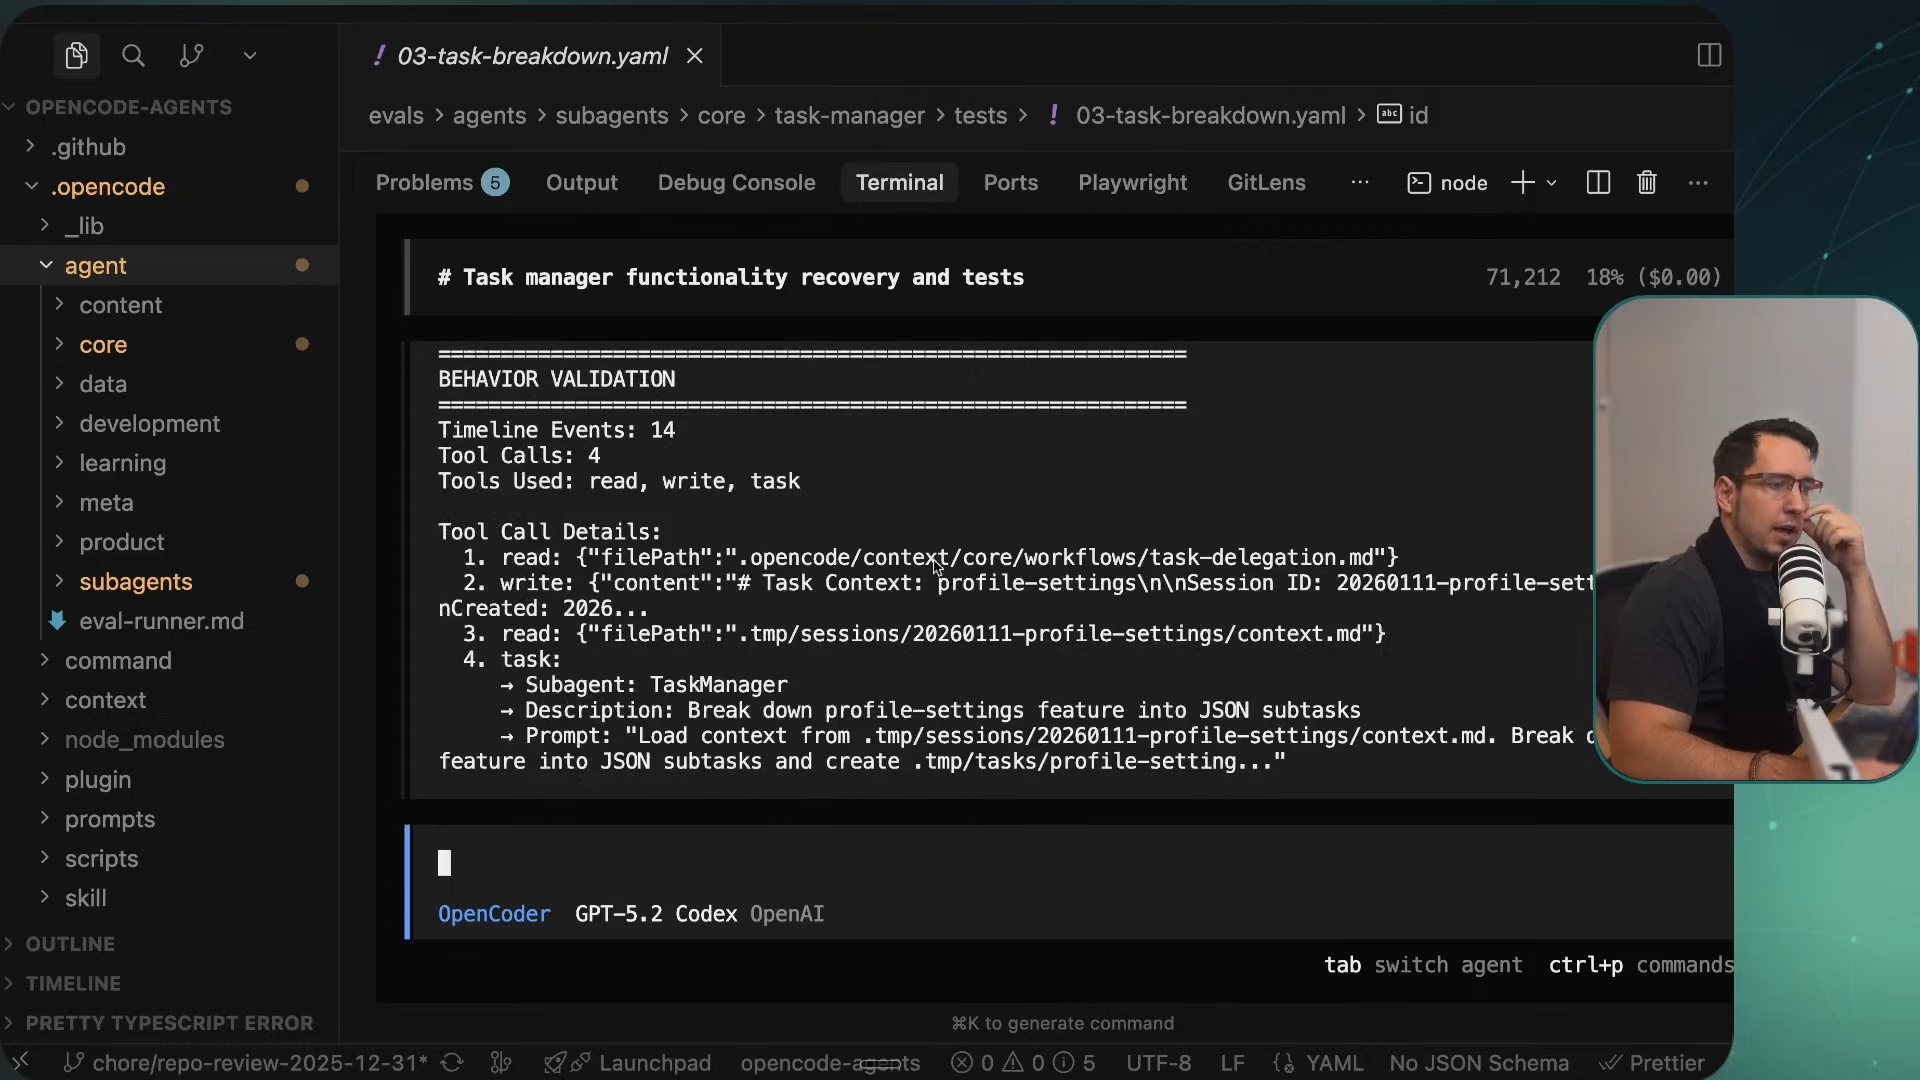 03-task-breakdown.yaml
OPENCODE-AGENTS
.github
.opencode
_lib
agent
content
core
data
development
learning
meta
product
subagents
eval-runner.md
command
context
node_modules
plugin
prompts
scripts
skill
OUTLINE
TIMELINE
PRETTY TYPESCRIPT ERROR
evals > agents > subagents > core > task-manager > tests > ! 03-task-breakdown.yaml > abc id
Problems 5 Output Debug Console Terminal Ports Playwright GitLens ... node
# Task manager functionality recovery and tests 71,212 18% ($0.00)
============================================================
BEHAVIOR VALIDATION
============================================================
Timeline Events: 14
Tool Calls: 4
Tools Used: read, write, task
Tool Call Details:
1. read: {"filePath":".opencode/context/core/workflows/task-delegation.md"}
2. write: {"content":"# Task Context: profile-settings\n\nSession ID: 20260111-profile-sett
nCreated: 2026...
3. read: {"filePath":".tmp/sessions/20260111-profile-settings/context.md"}
4. task:
→ Subagent: TaskManager
→ Description: Break down profile-settings feature into JSON subtasks
→ Prompt: "Load context from .tmp/sessions/20260111-profile-settings/context.md. Break
feature into JSON subtasks and create .tmp/tasks/profile-setting..."
OpenCoder GPT-5.2 Codex OpenAI
tab switch agent ctrl+p commands
⌘K to generate command
chore/repo-review-2025-12-31* Launchpad opencode-agents 0 0 5 UTF-8 LF {} YAML No JSON Schema Prettier